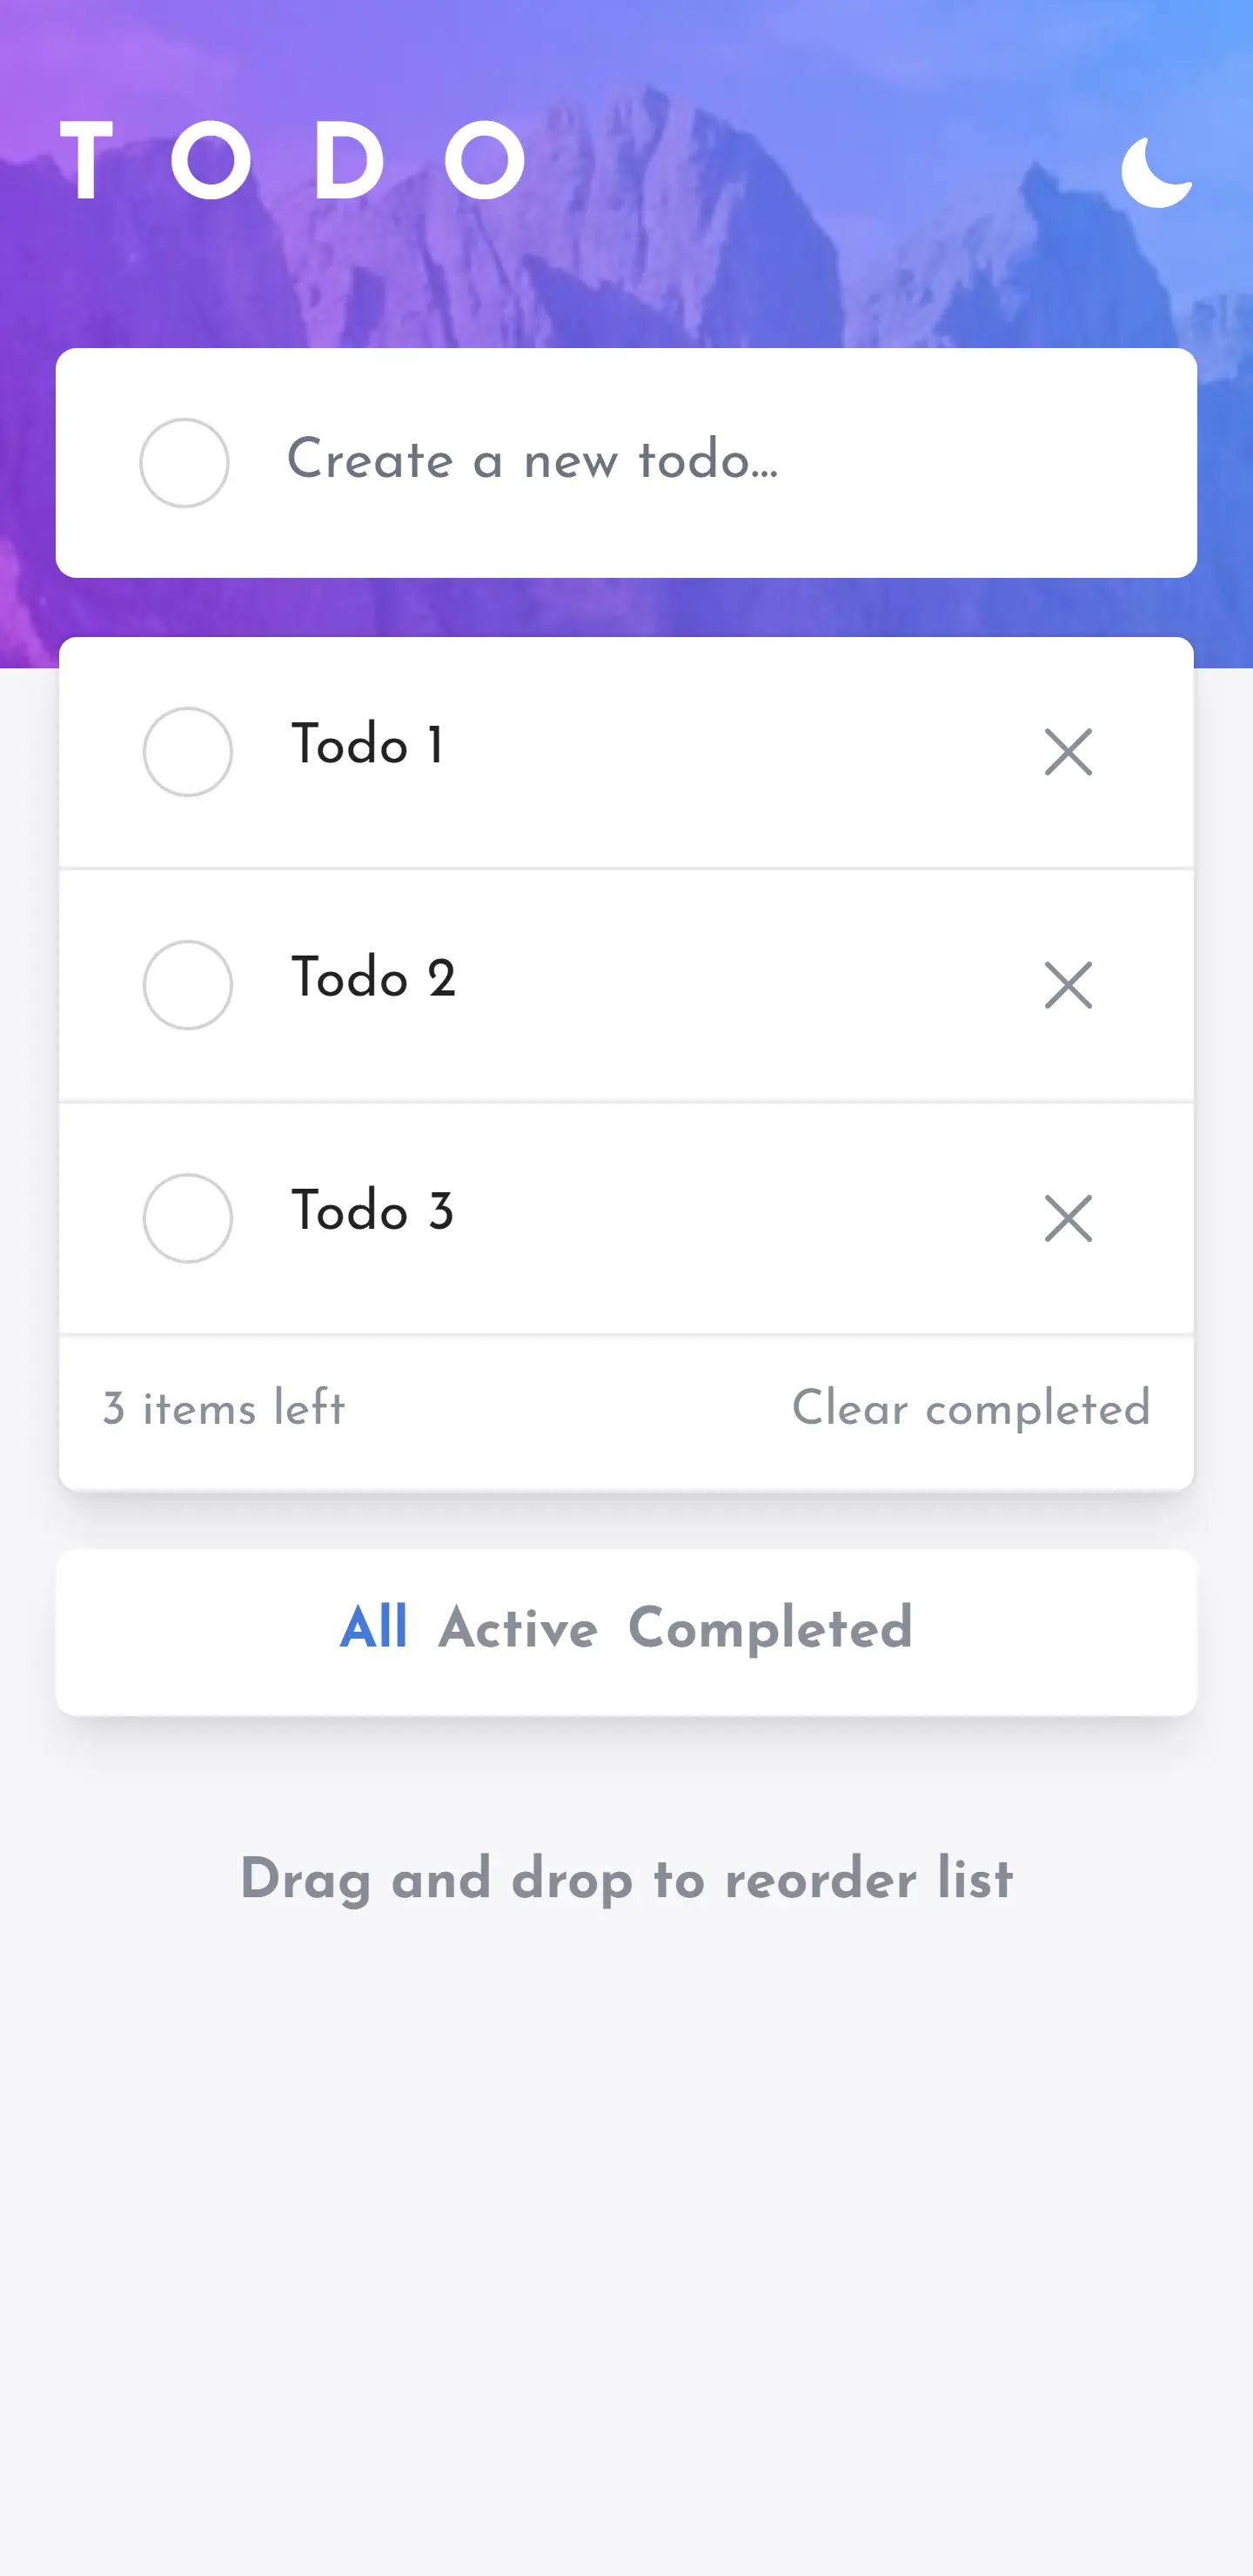 TODO
Create a new todo...
Todo 1
Todo 2
Todo 3
3 items left Clear completed
All Active Completed
Drag and drop to reorder list